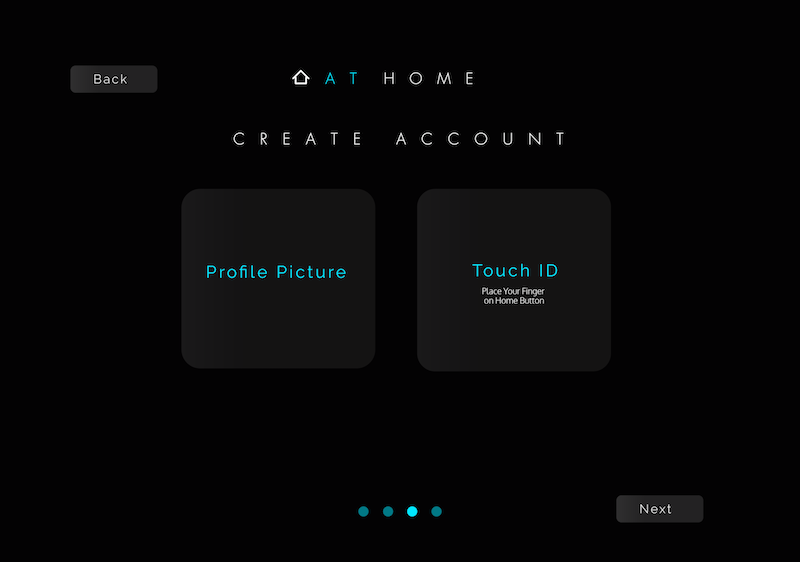 Back
AT HOME
CREATE ACCOUNT
Profile Picture
Touch ID
Place Your Finger
on Home Button
Next